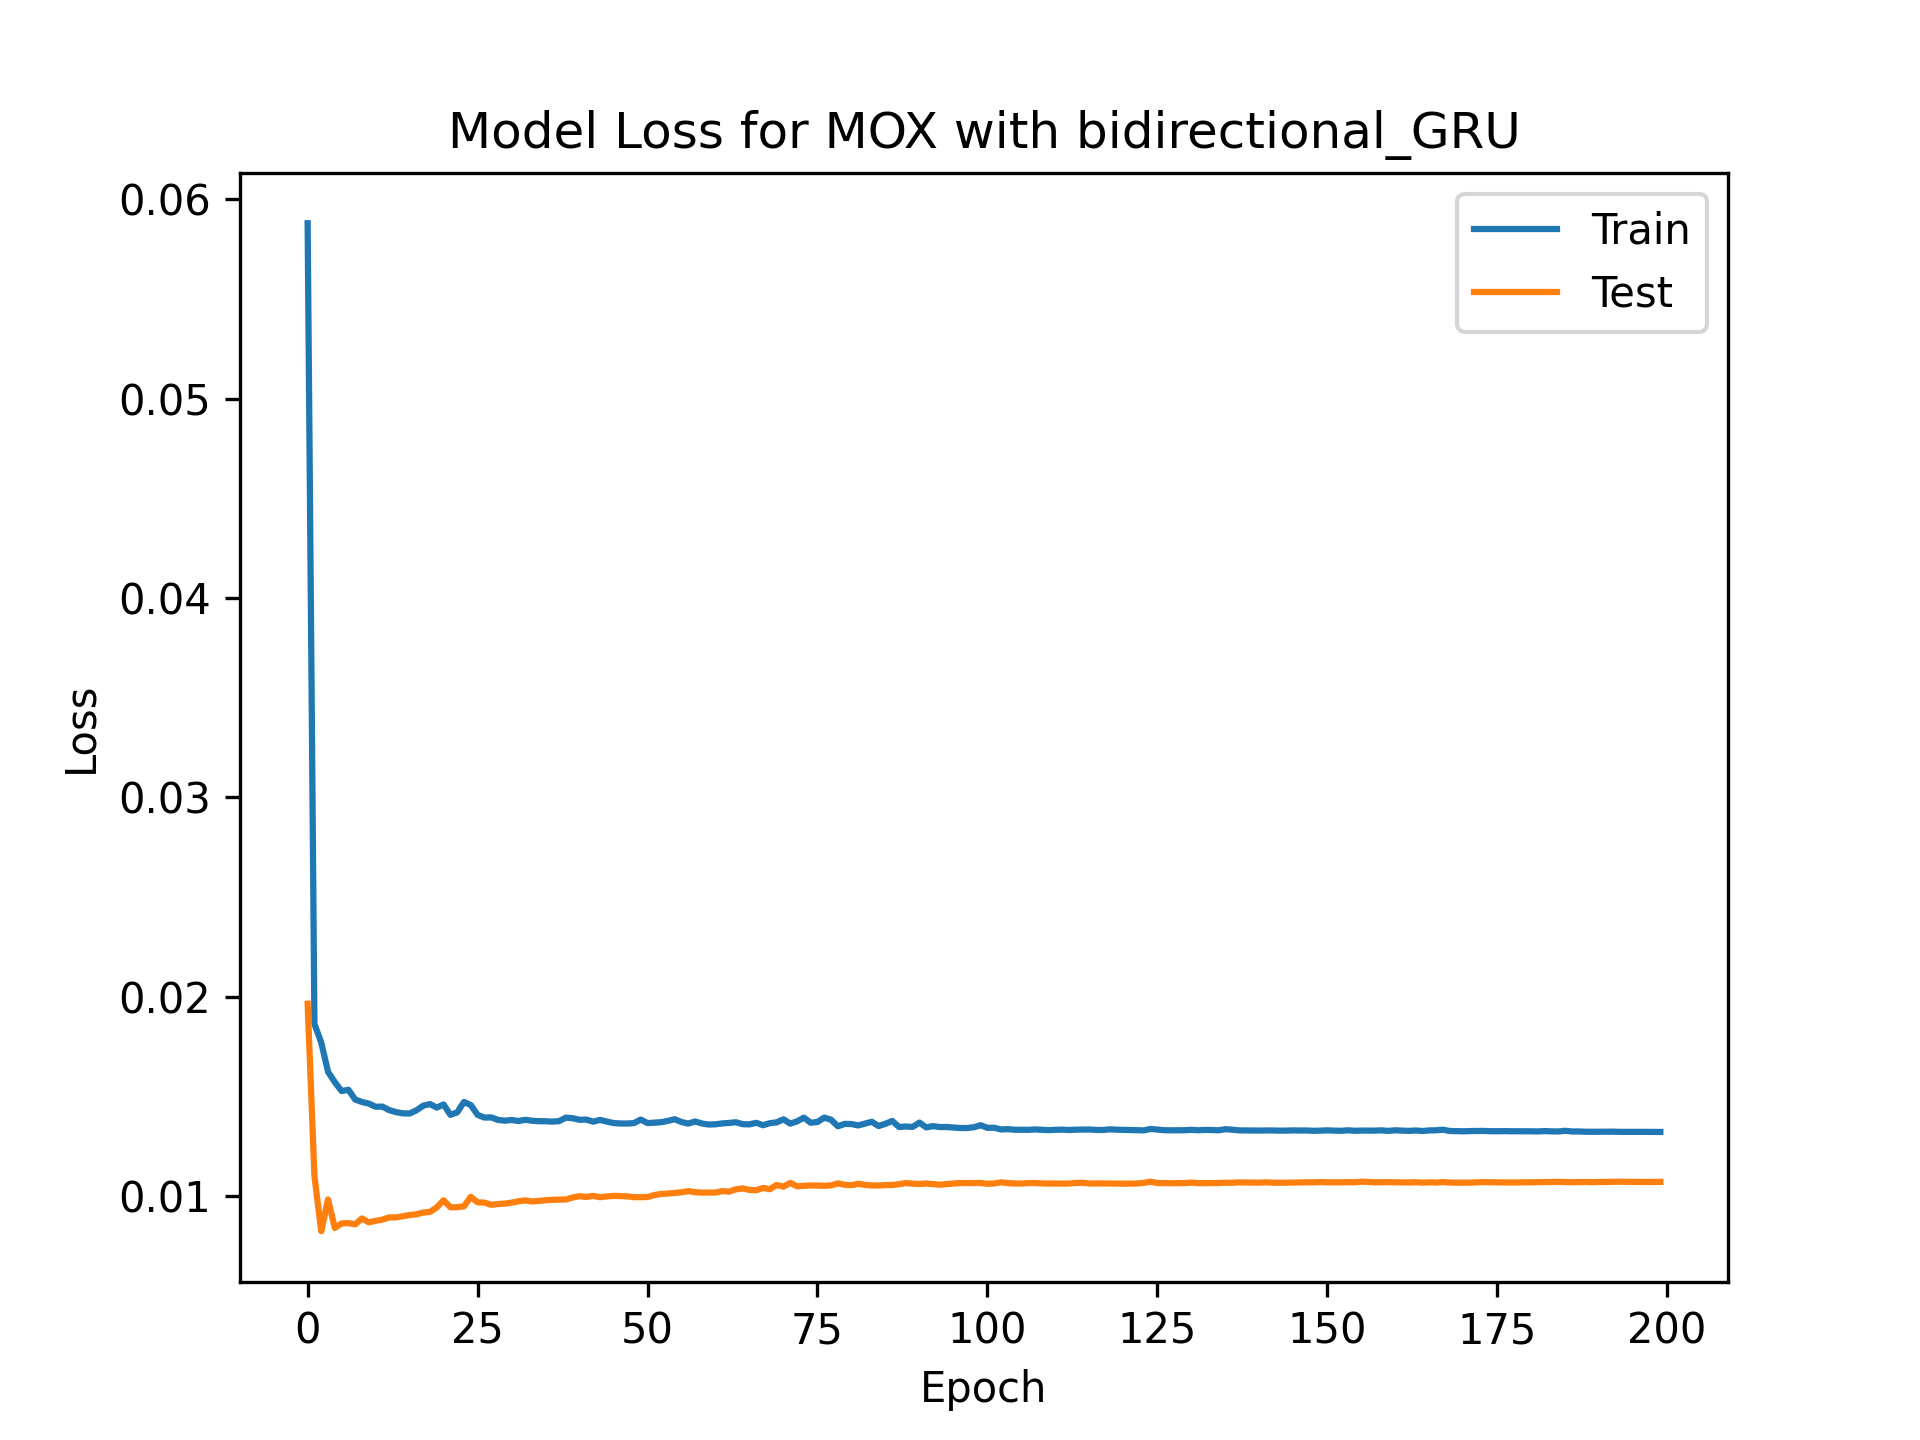 Model Loss for MOX with bidirectional_GRU
Train
Test
0.06
0.05
0.04
0.03
0.02
0.01
Loss
0 25 50 75 100 125 150 175 200
Epoch